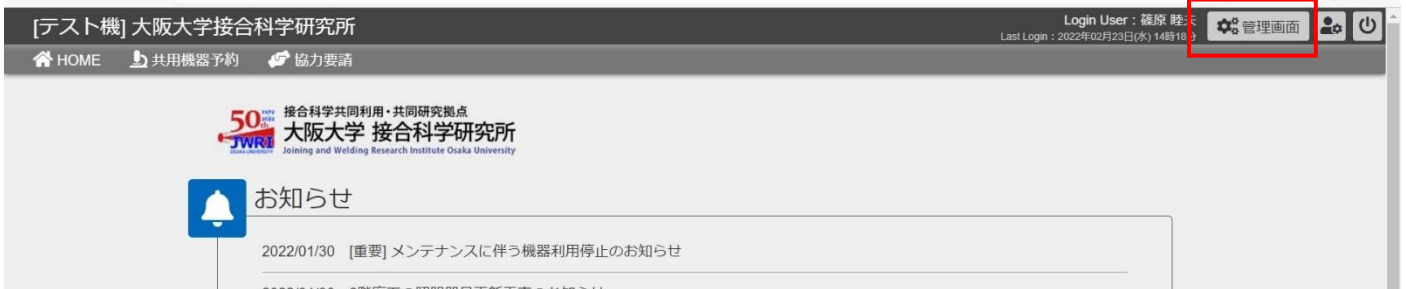 [テスト機] 大阪大学接合科学研究所
Login User：篠原 睦夫
Last Login：2022年02月23日(水) 14時18分
管理画面
HOME
共用機器予約
協力要請
50th
JWRI
OSAKA UNIVERSITY
接合科学共同利用・共同研究拠点
大阪大学 接合科学研究所
Joining and Welding Research Institute Osaka University
お知らせ
2022/01/30 [重要] メンテナンスに伴う機器利用停止のお知らせ